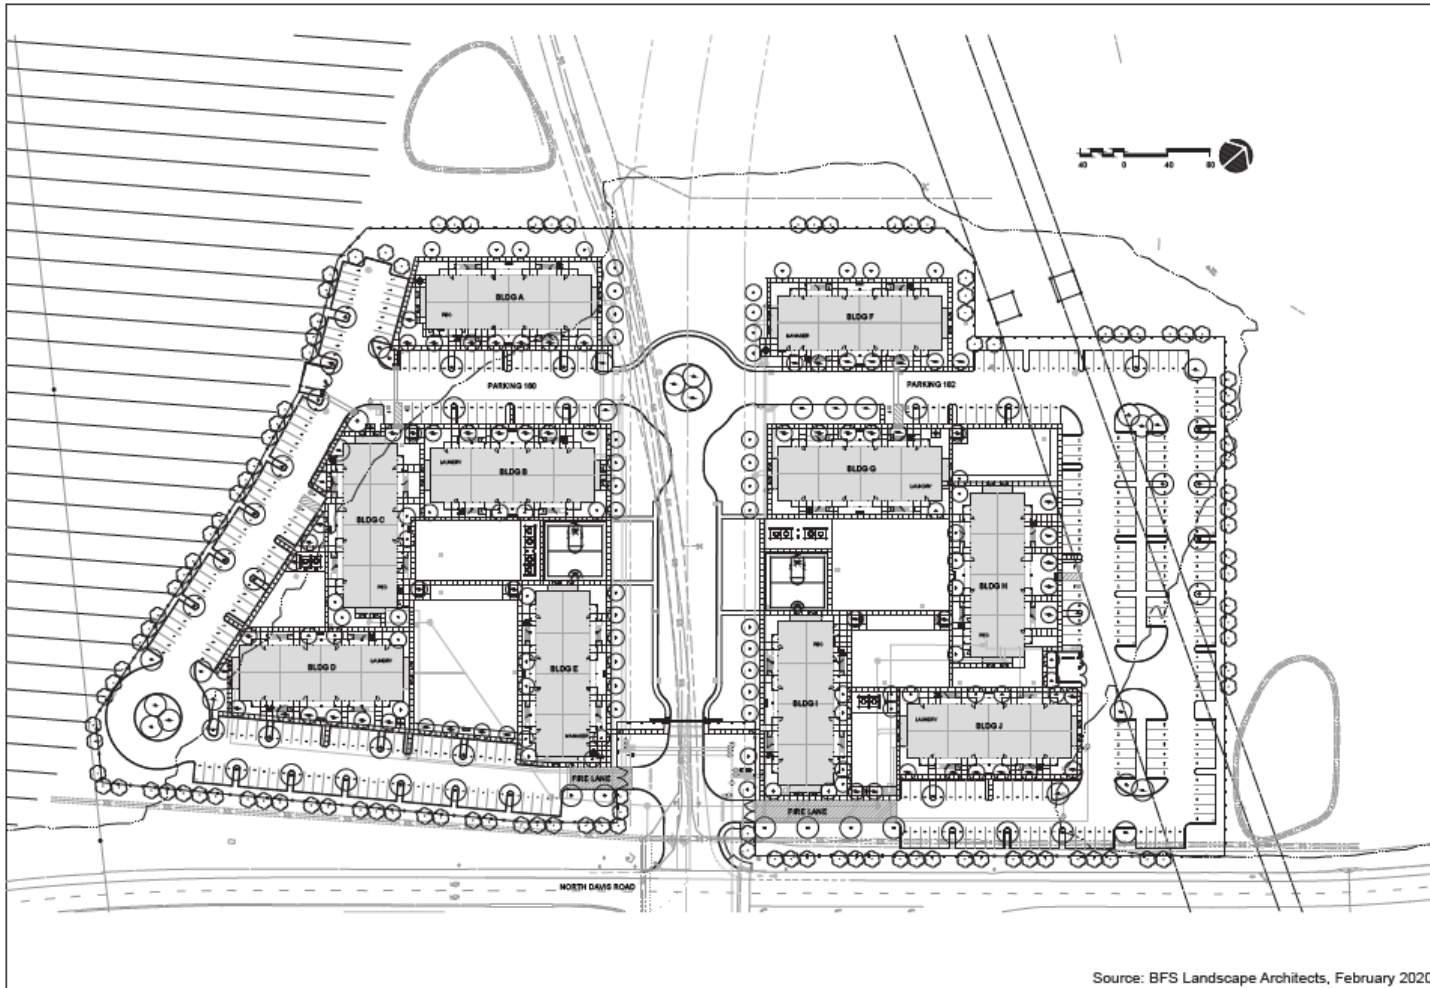 40 0 40 80
BLDG A
REC
BLDG F
MANAGER
PARKING 160
PARKING 162
BLDG B
LAUNDRY
BLDG G
LAUNDRY
BLDG C
REC
BLDG H
REC
BLDG D
LAUNDRY
BLDG E
MANAGER
REC
BLDG I
LAUNDRY
BLDG J
FIRE LANE
FIRE LANE
NORTH DAVIS ROAD
Source: BFS Landscape Architects, February 2020